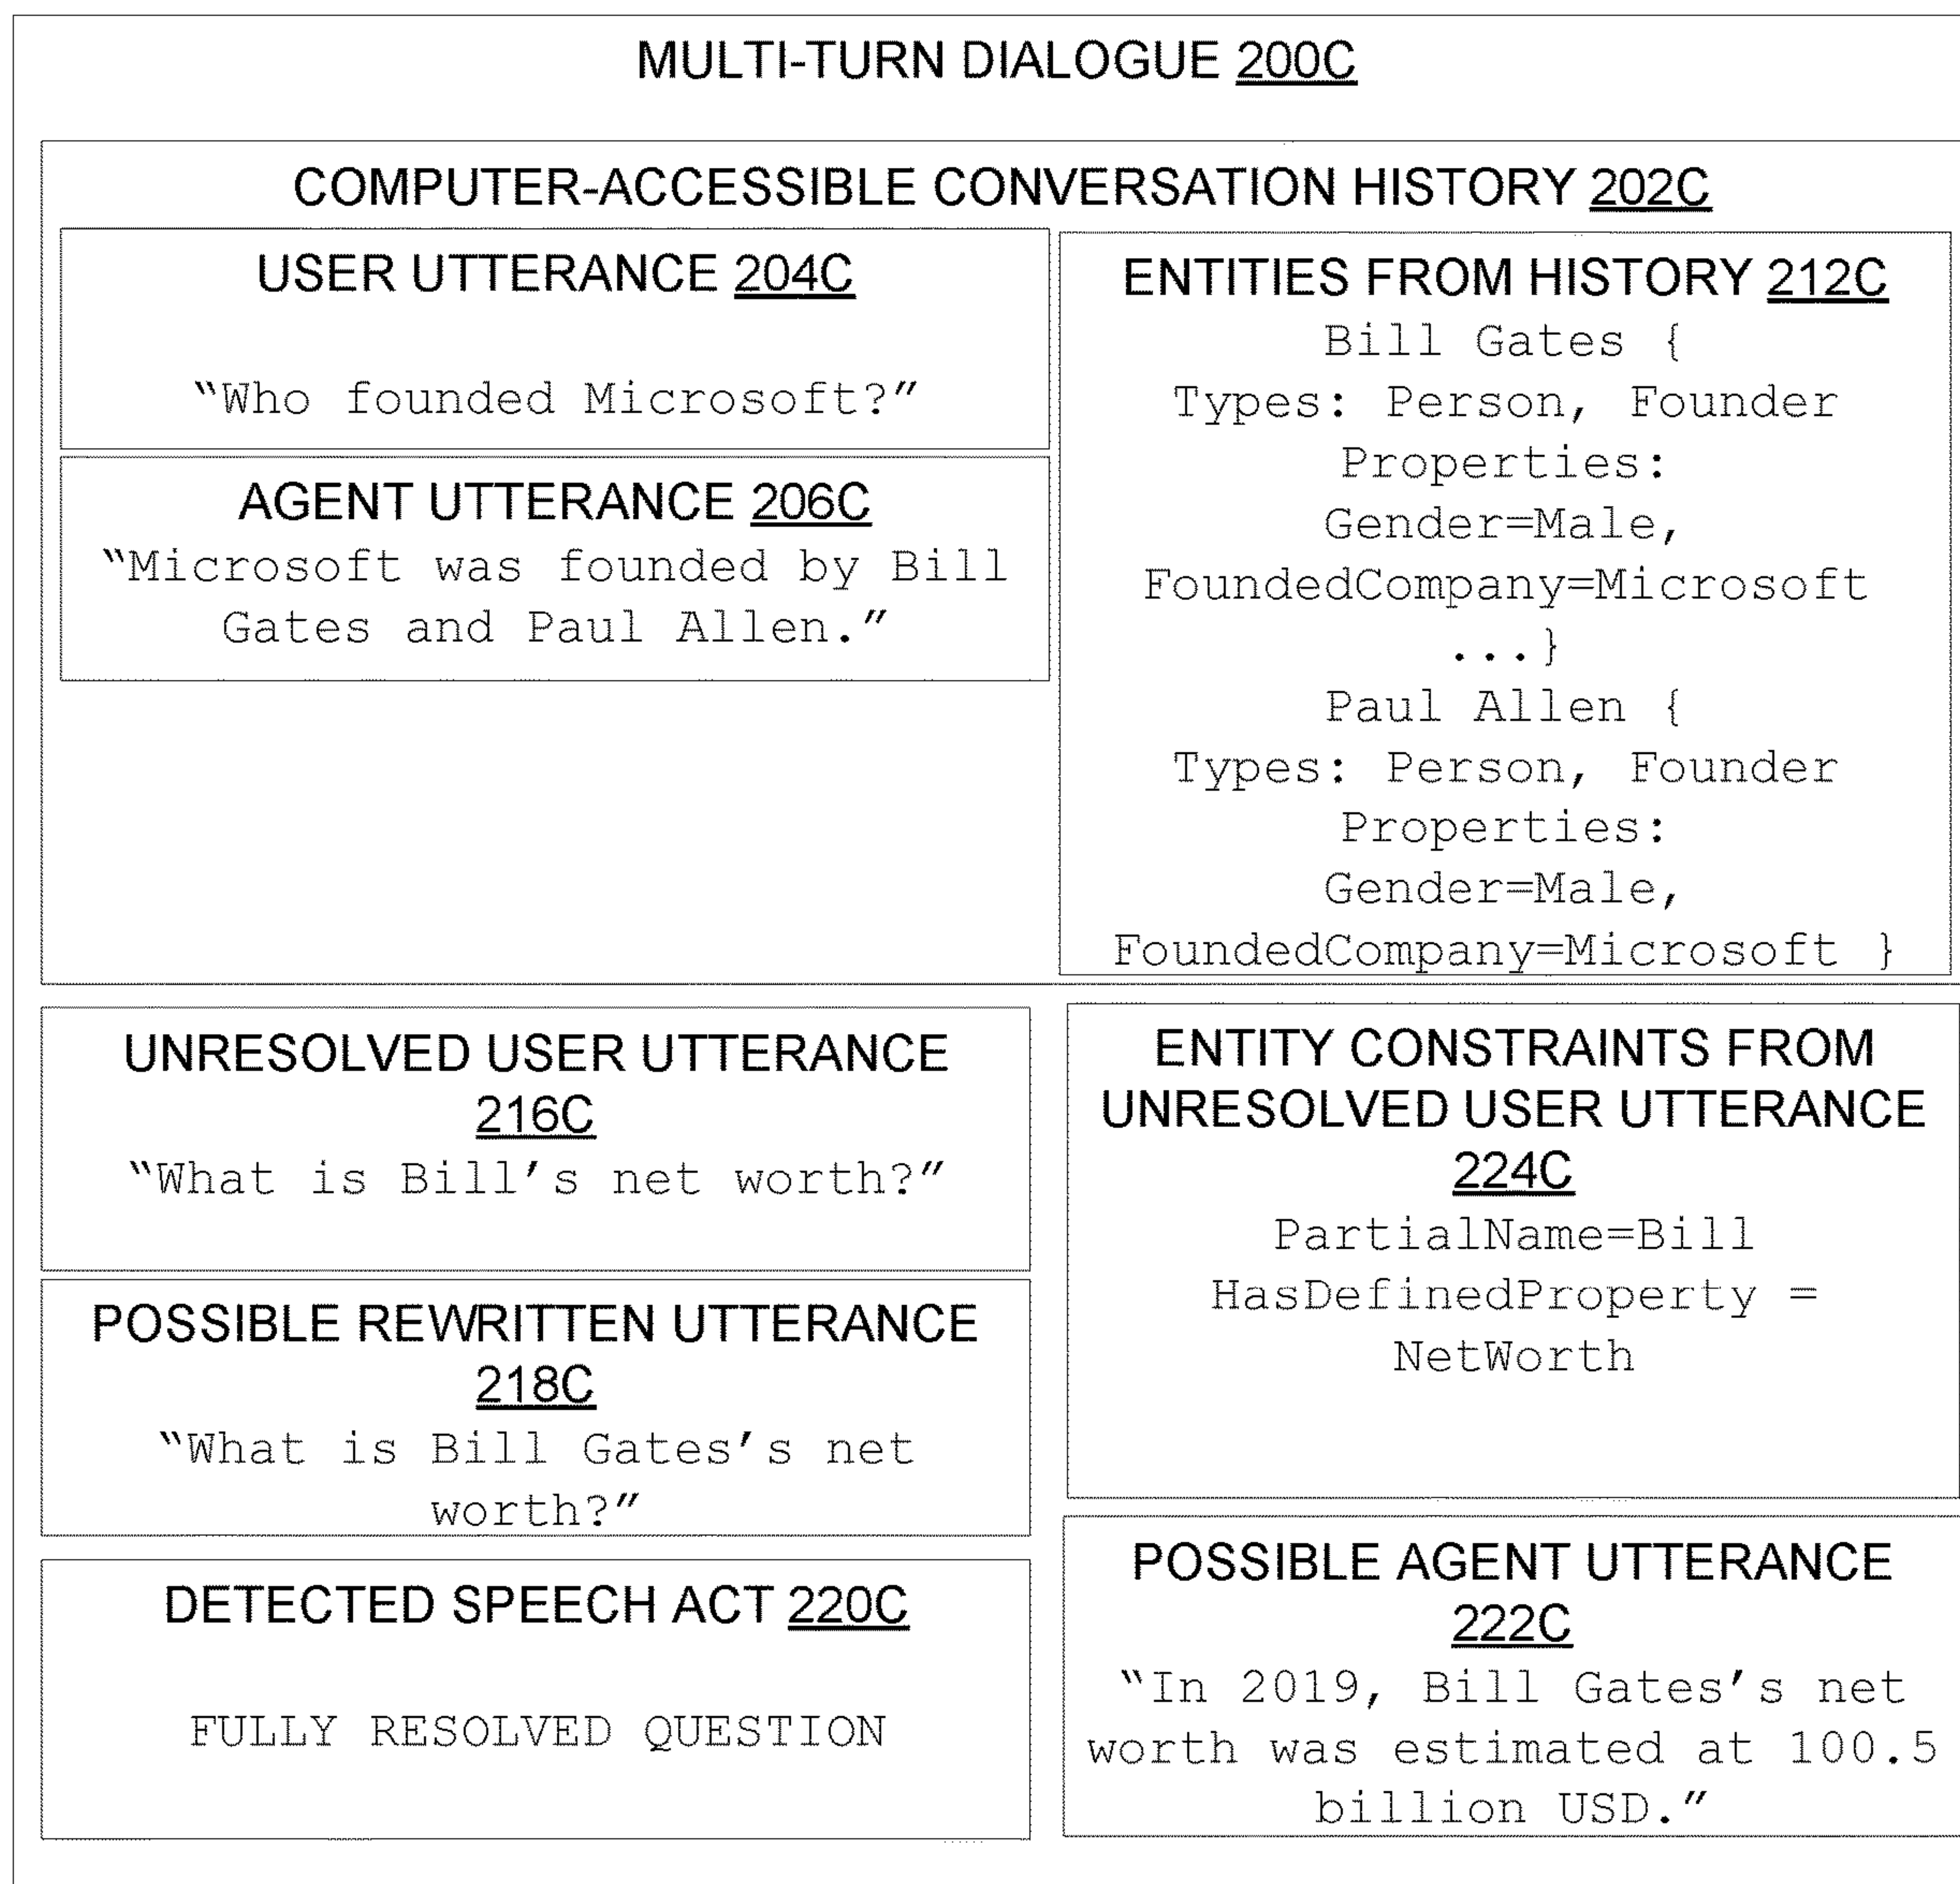 MULTI-TURN DIALOGUE 200C
COMPUTER-ACCESSIBLE CONVERSATION HISTORY 202C
USER UTTERANCE 204C
“Who founded Microsoft?”
AGENT UTTERANCE 206C
“Microsoft was founded by Bill
Gates and Paul Allen.”
ENTITIES FROM HISTORY 212C
Bill Gates {
Types: Person, Founder
Properties:
Gender=Male,
FoundedCompany=Microsoft
...}
Paul Allen {
Types: Person, Founder
Properties:
Gender=Male,
FoundedCompany=Microsoft }
UNRESOLVED USER UTTERANCE
216C
“What is Bill’s net worth?”
POSSIBLE REWRITTEN UTTERANCE
218C
“What is Bill Gates’s net
worth?”
DETECTED SPEECH ACT 220C
FULLY RESOLVED QUESTION
ENTITY CONSTRAINTS FROM
UNRESOLVED USER UTTERANCE
224C
PartialName=Bill
HasDefinedProperty =
NetWorth
POSSIBLE AGENT UTTERANCE
222C
“In 2019, Bill Gates’s net
worth was estimated at 100.5
billion USD.”